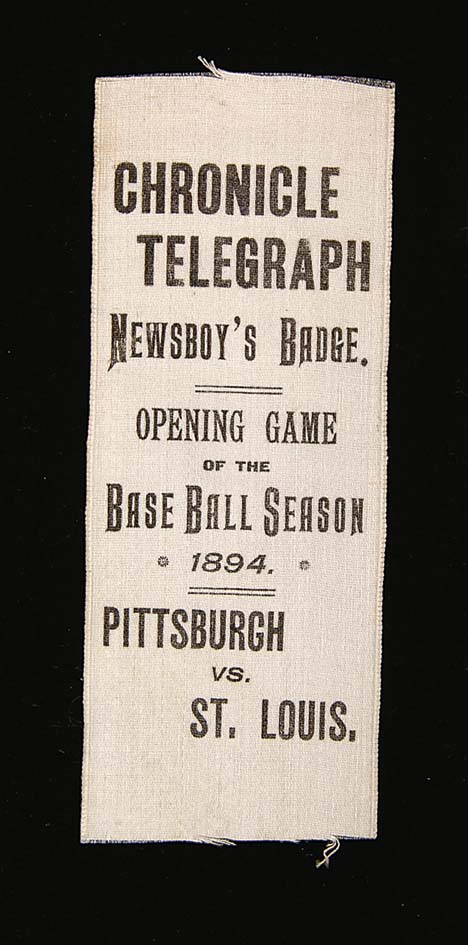 CHRONICLE
TELEGRAPH
NEWSBOY'S BADGE.
OPENING GAME
OF THE
BASE BALL SEASON
1894.
PITTSBURGH
VS.
ST. LOUIS.